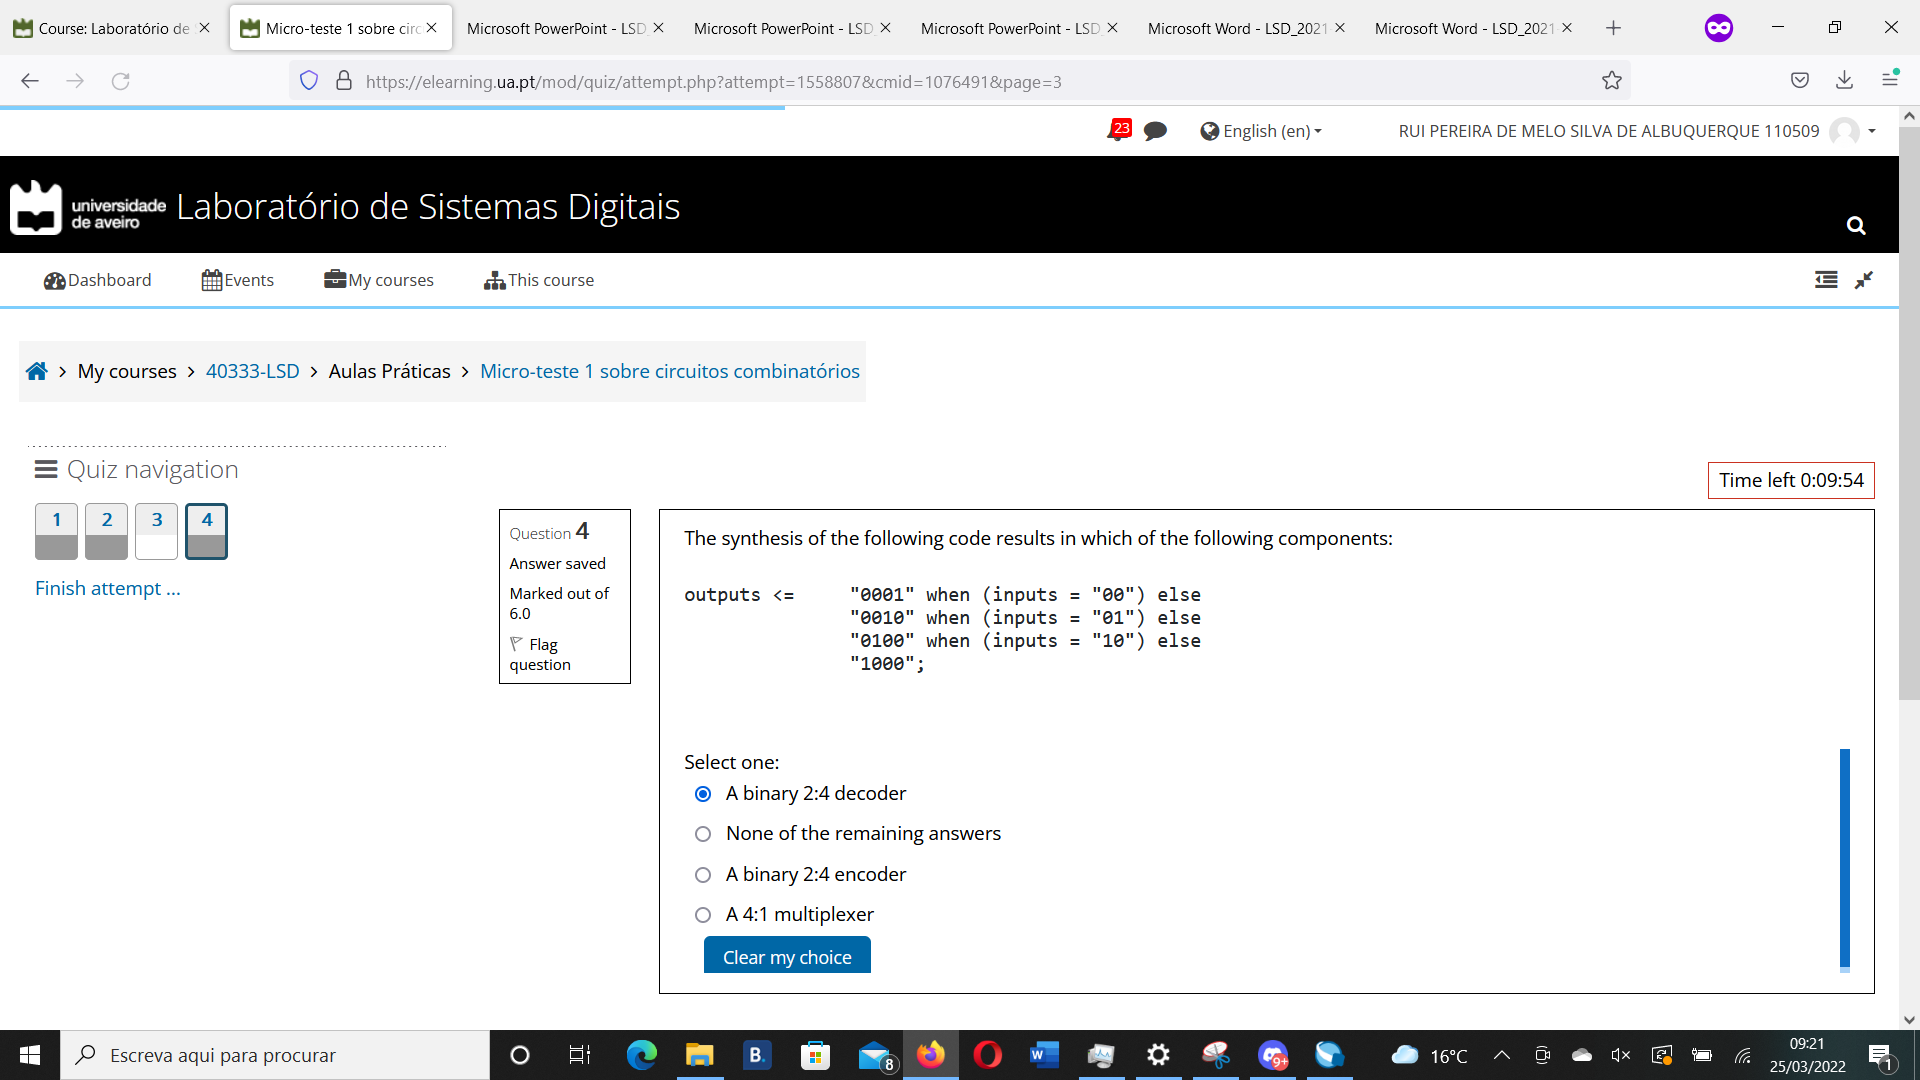 Course: Laboratório de
Micro-teste 1 sobre circ
Microsoft PowerPoint - LSD
Microsoft PowerPoint - LSD
Microsoft PowerPoint - LSD
Microsoft Word - LSD_2021
Microsoft Word - LSD_2021
https://elearning.ua.pt/mod/quiz/attempt.php?attempt=1558807&cmid=1076491&page=3
23
English (en)
RUI PEREIRA DE MELO SILVA DE ALBUQUERQUE 110509
universidade
de aveiro
Laboratório de Sistemas Digitais
Dashboard
Events
My courses
This course
My courses > 40333-LSD > Aulas Práticas > Micro-teste 1 sobre circuitos combinatórios
Quiz navigation
Time left 0:09:54
1 2 3 4
Finish attempt ...
Question 4
Answer saved
Marked out of
6.0
Flag
question
The synthesis of the following code results in which of the following components:
outputs <= "0001" when (inputs = "00") else
"0010" when (inputs = "01") else
"0100" when (inputs = "10") else
"1000";
Select one:
A binary 2:4 decoder
None of the remaining answers
A binary 2:4 encoder
A 4:1 multiplexer
Clear my choice
Escreva aqui para procurar
B.
8
W
9+
16°C
09:21
25/03/2022
1